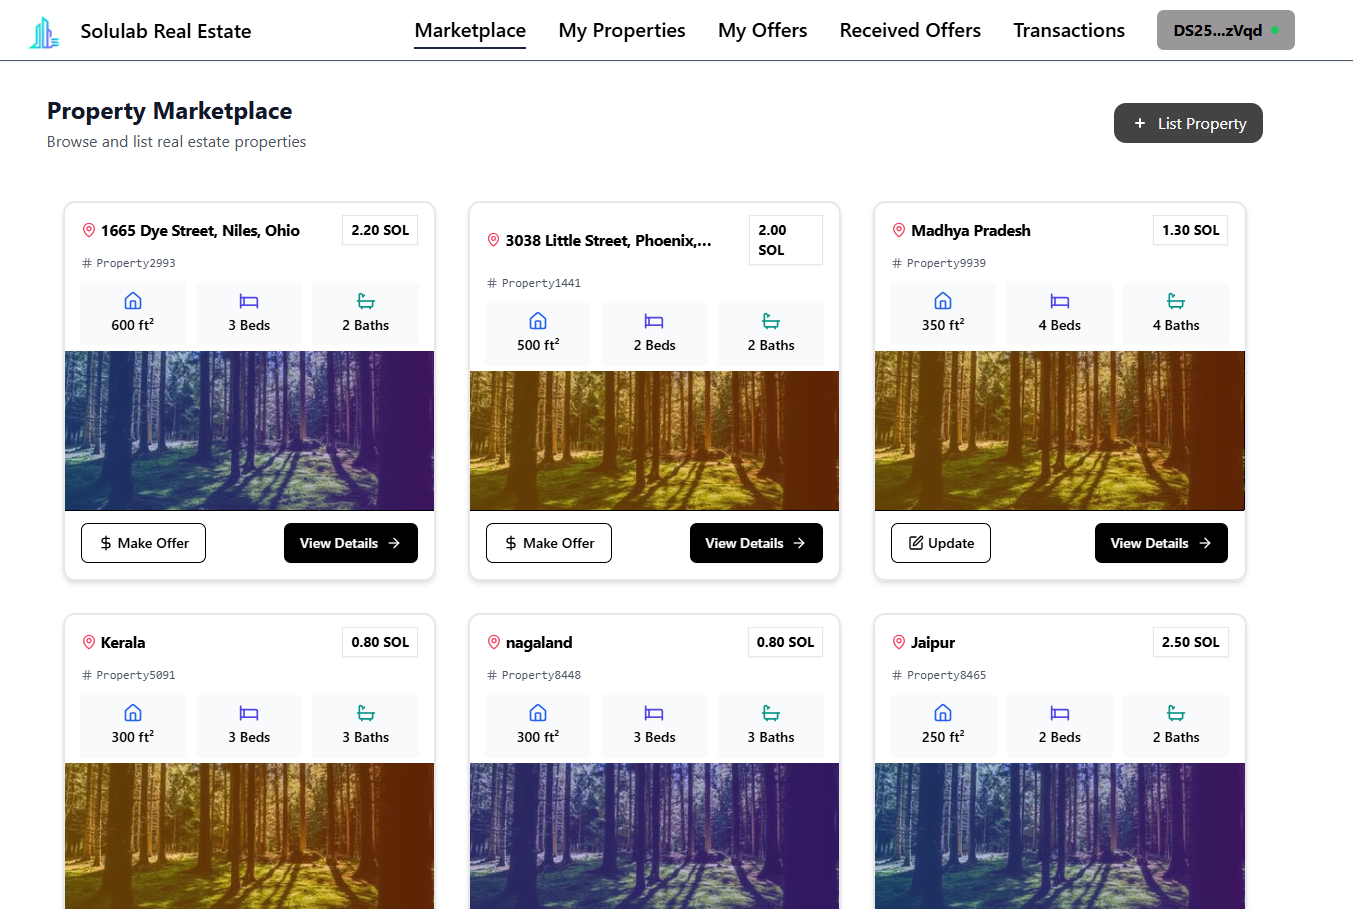 Solulab Real Estate
Marketplace
My Properties
My Offers
Received Offers
Transactions
DS25...zVqd
Property Marketplace
Browse and list real estate properties
+ List Property
1665 Dye Street, Niles, Ohio
2.20 SOL
# Property2993
600 ft²
3 Beds
2 Baths
$ Make Offer
View Details →
3038 Little Street, Phoenix,...
2.00
SOL
# Property1441
500 ft²
2 Beds
2 Baths
$ Make Offer
View Details →
Madhya Pradesh
1.30 SOL
# Property9939
350 ft²
4 Beds
4 Baths
Update
View Details →
Kerala
0.80 SOL
# Property5091
300 ft²
3 Beds
3 Baths
nagaland
0.80 SOL
# Property8448
300 ft²
3 Beds
3 Baths
Jaipur
2.50 SOL
# Property8465
250 ft²
2 Beds
2 Baths